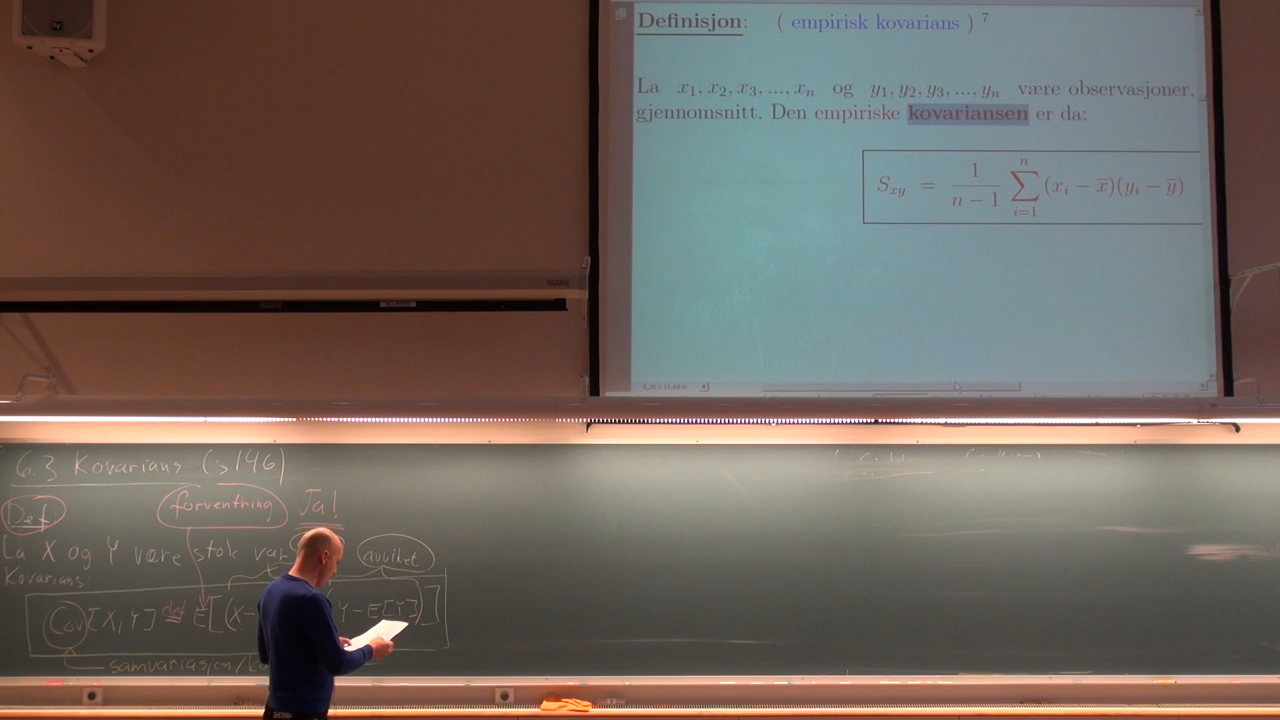 Definisjon: ( empirisk kovarians ) 7
La x1, x2, x3, ..., xn og y1, y2, y3, ..., yn være observasjoner,
gjennomsnitt. Den empiriske kovariansen er da:
Sxy = 1/(n − 1) ∑_{i=1}^{n} (xi − x̄)(yi − ȳ)
6.3 Kovarians (s 146)
Def forventning Ja!
La X og Y være stok var avviket
Kovarians:
Cov[X,Y] def = E[(X- Y-E[Y])]
samvariasjon/